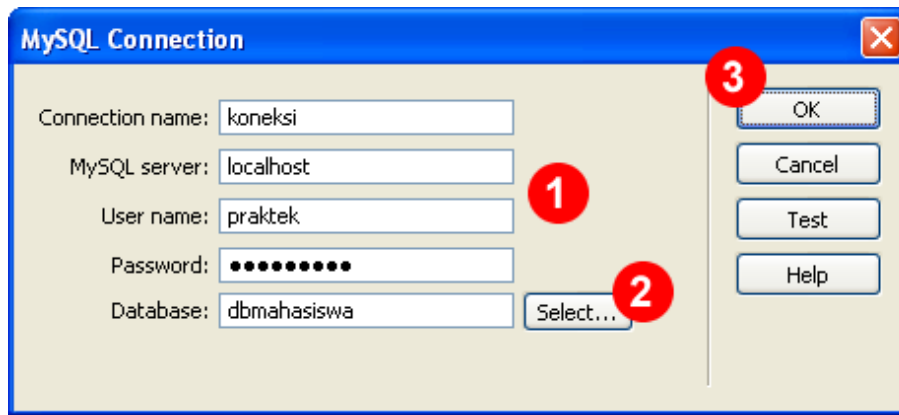 MySQL Connection
3
Connection name: koneksi
OK
MySQL server: localhost
Cancel
1
User name: praktek
Test
Password: ●●●●●●●●●
Help
2
Database: dbmahasiswa
Select...